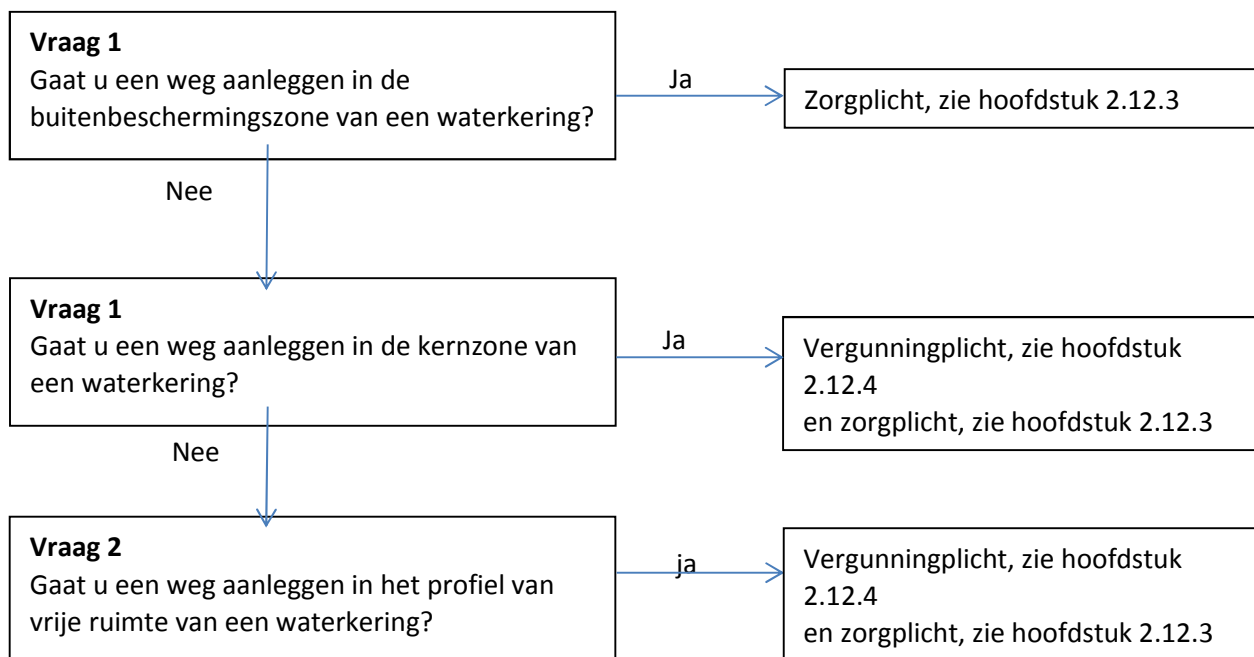 Vraag 1
Gaat u een weg aanleggen in de
buitenbeschermingszone van een waterkering?
Ja
Zorgplicht, zie hoofdstuk 2.12.3
Nee
Vraag 1
Gaat u een weg aanleggen in de kernzone van
een waterkering?
Ja
Vergunningplicht, zie hoofdstuk
2.12.4
en zorgplicht, zie hoofdstuk 2.12.3
Nee
Vraag 2
Gaat u een weg aanleggen in het profiel van
vrije ruimte van een waterkering?
ja
Vergunningplicht, zie hoofdstuk
2.12.4
en zorgplicht, zie hoofdstuk 2.12.3